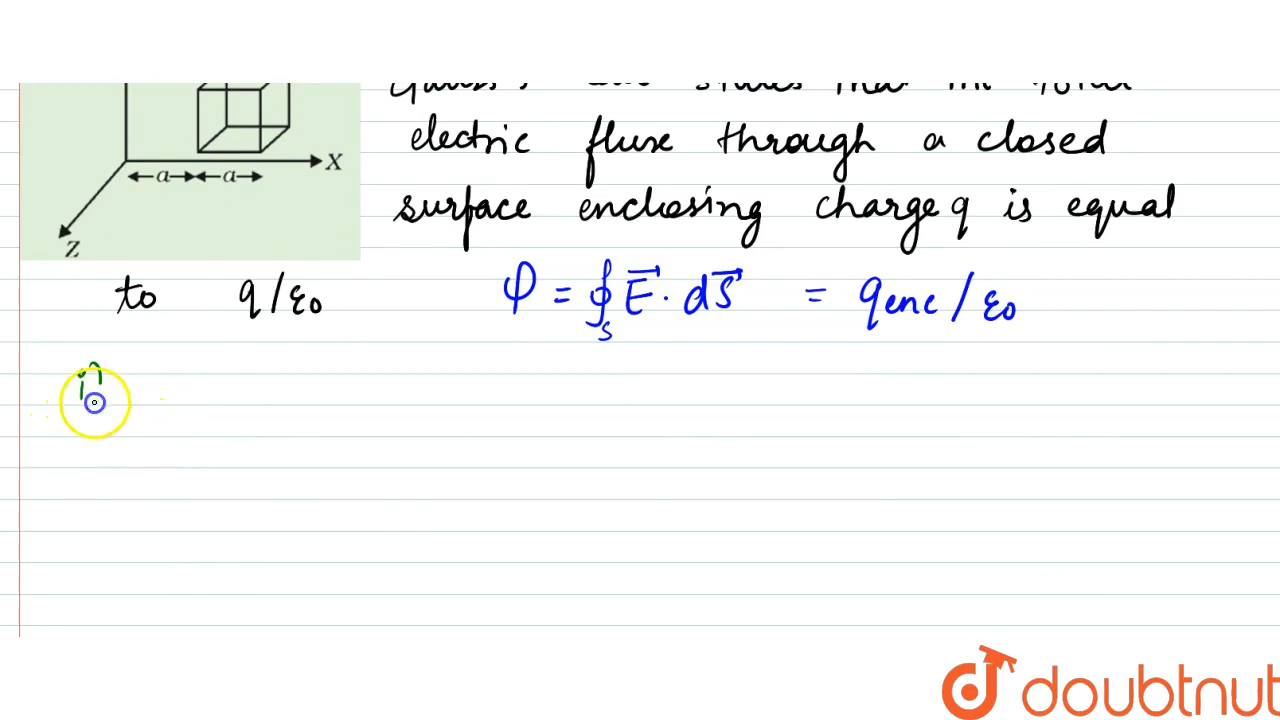 electric flux through a closed
surface enclosing charge q is equal
to q/ε₀
φ = ∮ₛ E⃗ · dS⃗ = qenc/ε₀
X
a a
Z
doubtnut